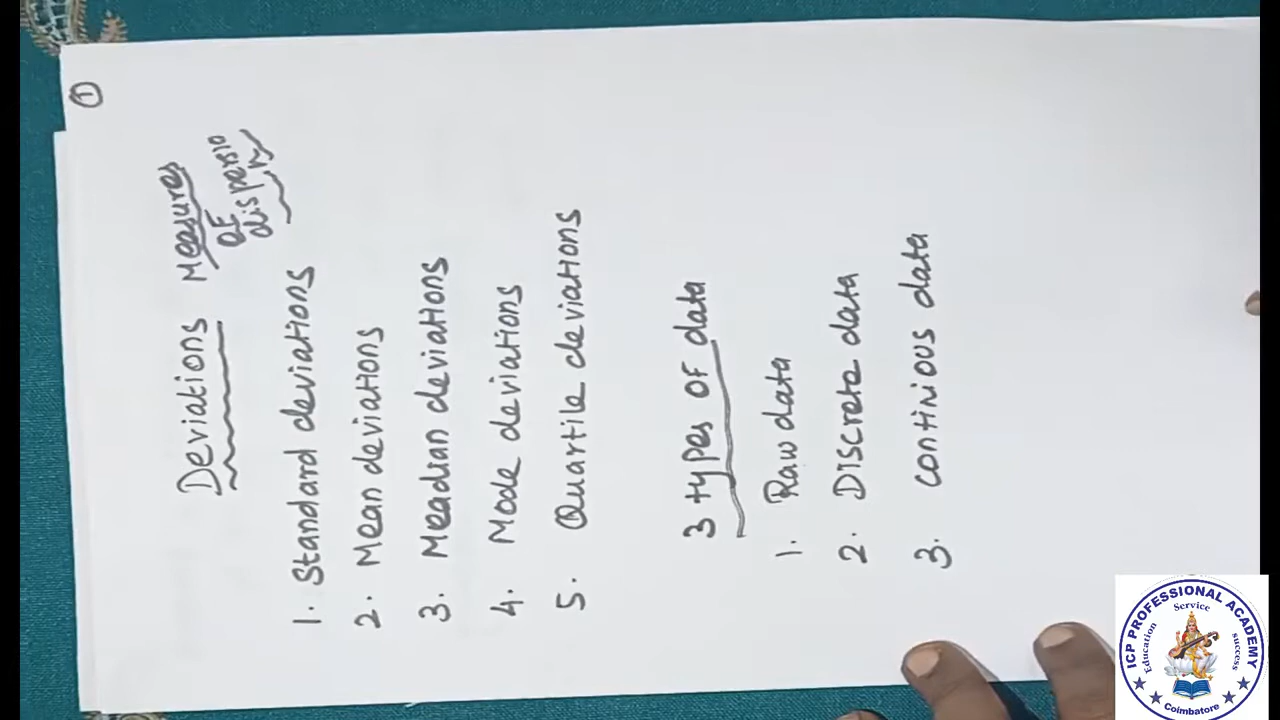 ①
Deviations Measures
OF
dispersio
n
1. Standard deviations
2. Mean deviations
3. Meadian deviations
4. Mode deviations
5. Quartile deviations
3 types OF data
1. Raw data
2. Discrete data
3. continious data
ICP PROFESSIONAL ACADEMY
Service
Education
success
Coimbatore